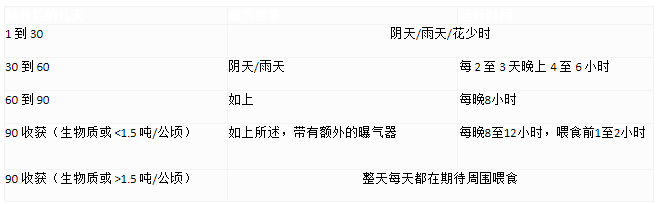 1 到 30 阴天/雨天/花少时
30 到 60 阴天/雨天 每 2 至 3 天晚上 4 至 6 小时
60 到 90 如上 每晚8小时
90 收获（生物质或 <1.5 吨/公顷） 如上所述，带有额外的曝气器 每晚8至12小时，喂食前1至2小时
90 收获（生物质或 >1.5 吨/公顷） 整天每天都在期待周围喂食